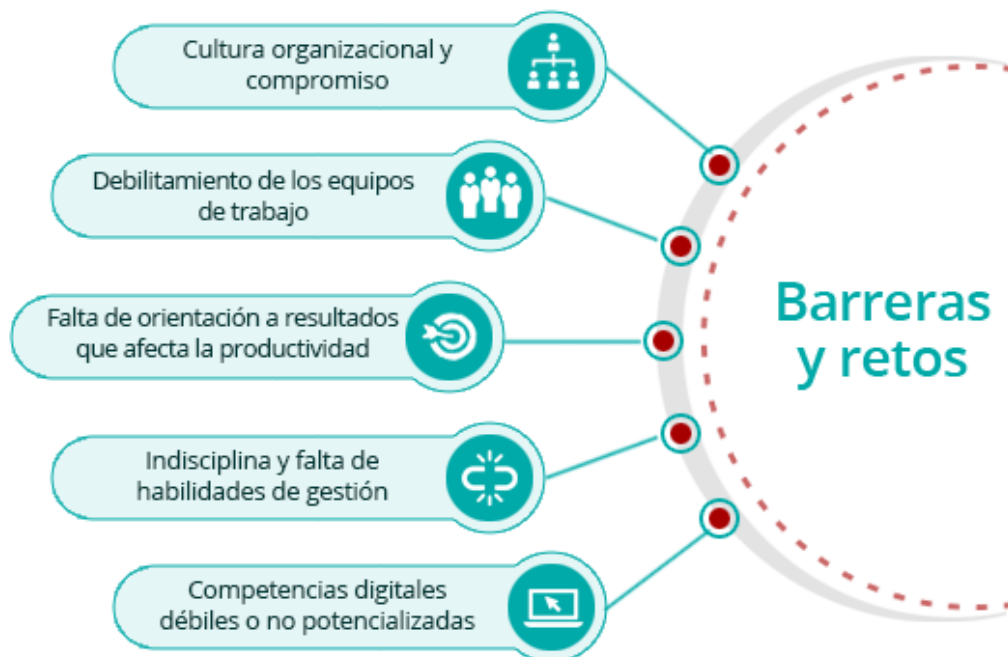 Cultura organizacional y
compromiso
Debilitamiento de los equipos
de trabajo
Falta de orientación a resultados
que afecta la productividad
Indisciplina y falta de
habilidades de gestión
Competencias digitales
débiles o no potencializadas
Barreras
y retos